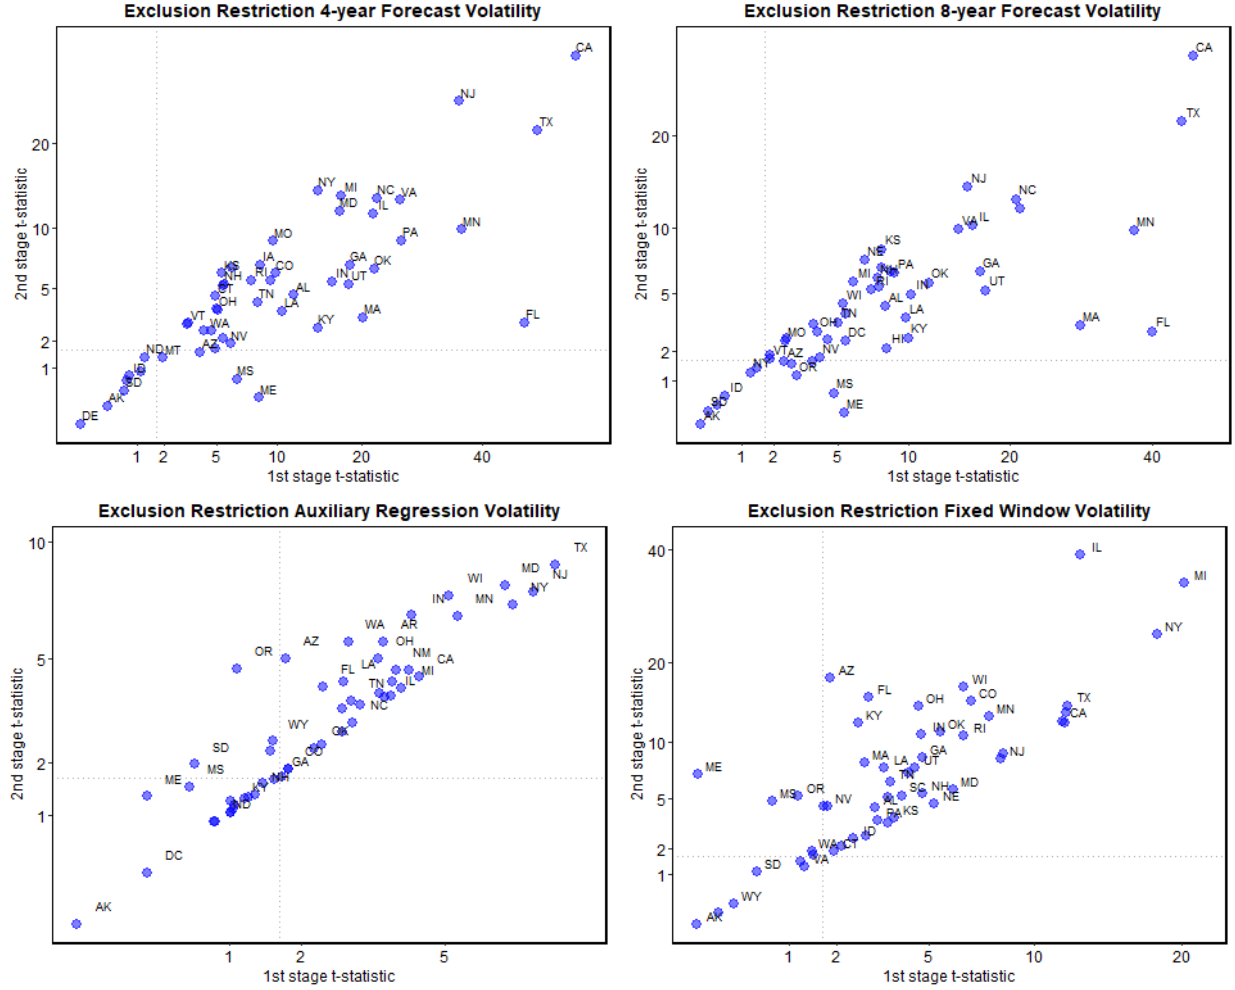 Exclusion Restriction 4-year Forecast Volatility
CA
NJ
TX
20
NY
MI
NC
VA
MD
IL
MN
10
MO
PA
IA
GA
OK
KS
RI
CO
NH
IN
UT
5
CT
TN
AL
OH
LA
MA
FL
VT
WA
KY
2
NV
ND
MT
AZ
1
ID
SD
MS
ME
AK
DE
2nd stage t-statistic
1 2 5 10 20 40
1st stage t-statistic
Exclusion Restriction 8-year Forecast Volatility
CA
TX
20
NJ
NC
VA
IL
MN
10
KS
NE
PA
GA
NH
MI
RI
OK
UT
5
WI
IN
AL
TN
LA
MA
FL
OH
MO
DC
KY
HI
2
VT
AZ
NV
NY
OR
1
ID
MS
SD
ME
AK
2nd stage t-statistic
1 2 5 10 20 40
1st stage t-statistic
Exclusion Restriction Auxiliary Regression Volatility
10
TX
MD
NJ
WI
NY
IN
MN
WA
AR
AZ
OH
OR
NM
CA
5
LA
FL
MI
TN
IL
NC
WY
OK
SD
CO
2
GA
MS
ME
NH
KY
ND
1
DC
AK
2nd stage t-statistic
1 2 5
1st stage t-statistic
Exclusion Restriction Fixed Window Volatility
40
IL
MI
NY
20
AZ
WI
FL
CO
TX
OH
KY
MN
CA
OK
IN
RI
10
GA
NJ
MA
LA
UT
ME
TN
MS
OR
SC
NH
MD
5
NV
AL
NE
PA
KS
ID
2
WA
CT
VA
SD
1
WY
AK
2nd stage t-statistic
1 2 5 10 20
1st stage t-statistic